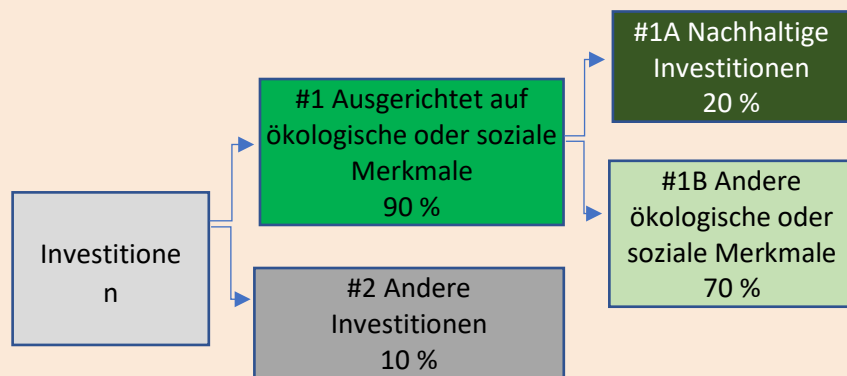 Investitione
n
#1 Ausgerichtet auf
ökologische oder soziale
Merkmale
90 %
#2 Andere
Investitionen
10 %
#1A Nachhaltige
Investitionen
20 %
#1B Andere
ökologische oder
soziale Merkmale
70 %